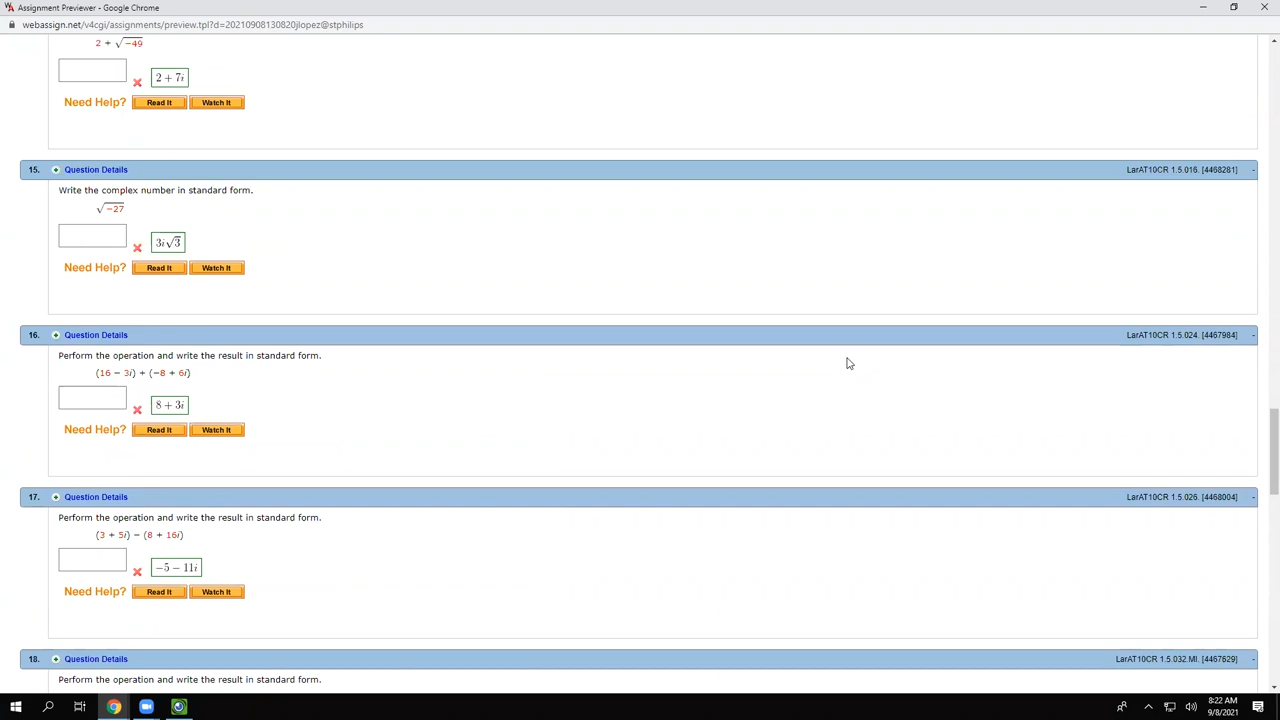 Assignment Previewer - Google Chrome
webassign.net/v4cgi/assignments/preview.tpl?d=20210908130820jlopez@stphilips
2 + √−49
2 + 7i
Need Help? Read It Watch It
15. Question Details LarAT10CR 1.5.016. [4468281] -
Write the complex number in standard form.
√−27
3i√3
Need Help? Read It Watch It
16. Question Details LarAT10CR 1.5.024. [4467984] -
Perform the operation and write the result in standard form.
(16 − 3i) + (−8 + 6i)
8 + 3i
Need Help? Read It Watch It
17. Question Details LarAT10CR 1.5.026. [4468004] -
Perform the operation and write the result in standard form.
(3 + 5i) − (8 + 16i)
−5 − 11i
Need Help? Read It Watch It
18. Question Details LarAT10CR 1.5.032.MI. [4467629] -
Perform the operation and write the result in standard form.
8:22 AM
9/8/2021